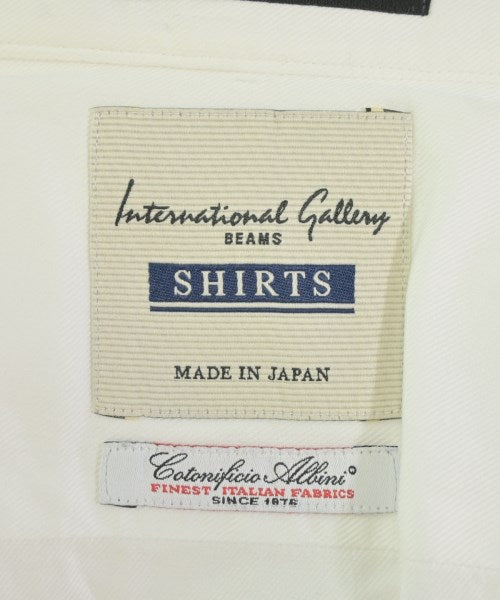 International Gallery
BEAMS
SHIRTS
MADE IN JAPAN
Cotonificio Albini
FINEST ITALIAN FABRICS
SINCE 1876